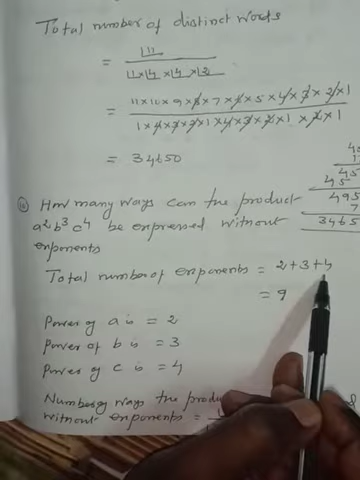 Total number of distinct words
= ⌊11
⌊1 × ⌊4 × ⌊4 × ⌊2
= 11×10×9×8×7×6×5×4×3×2×1
1×4×3×2×1×4×3×2×1×2×1
= 34650
45
495
3465
How many ways can the product
a²b³c⁴ be expressed without
exponents
Total number of exponents = 2+3+4
= 9
Power of a is = 2
Power of b is = 3
Power of c is = 4
Number of ways the
without exponents =